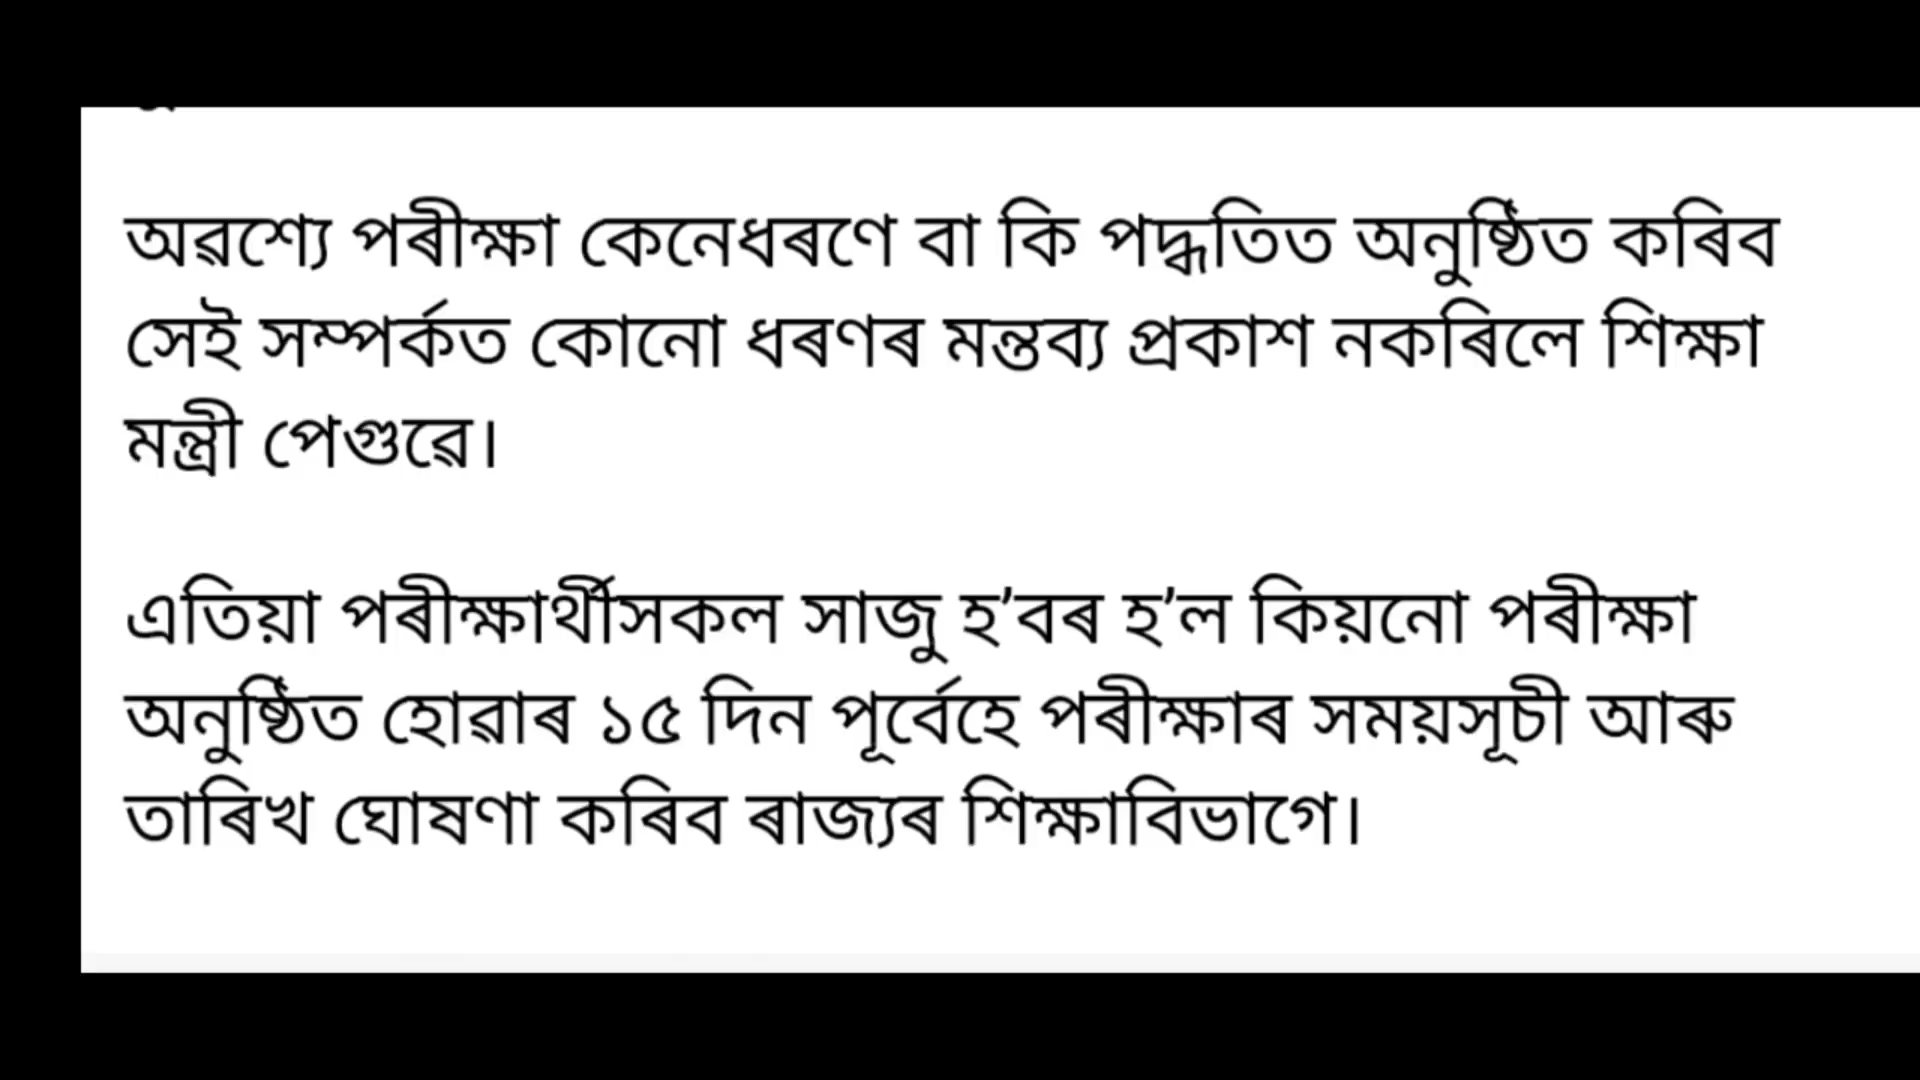 অৱশ্যে পৰীক্ষা কেনেধৰণে বা কি পদ্ধতিত অনুষ্ঠিত কৰিব
সেই সম্পৰ্কত কোনো ধৰণৰ মন্তব্য প্ৰকাশ নকৰিলে শিক্ষা
মন্ত্ৰী পেগুৱে।
এতিয়া পৰীক্ষাৰ্থীসকল সাজু হ’বৰ হ’ল কিয়নো পৰীক্ষা
অনুষ্ঠিত হোৱাৰ ১৫ দিন পূৰ্বেহে পৰীক্ষাৰ সময়সূচী আৰু
তাৰিখ ঘোষণা কৰিব ৰাজ্যৰ শিক্ষাবিভাগে।